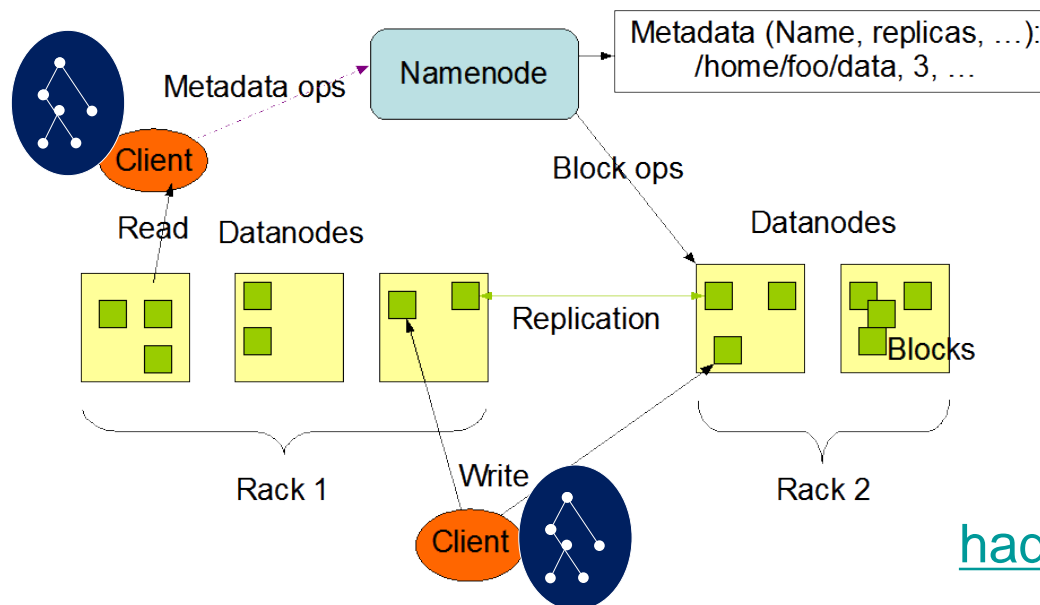 Metadata (Name, replicas, …):
/home/foo/data, 3, …
Namenode
Metadata ops
Client
Block ops
Read
Datanodes
Datanodes
Replication
Blocks
Write
Rack 1
Rack 2
Client